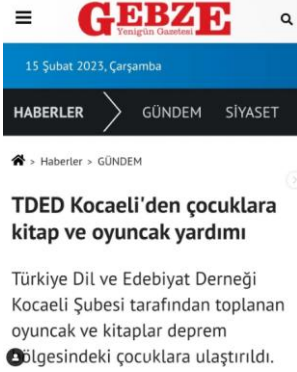 GEBZE
Yenigün Gazetesi
15 Şubat 2023, Çarşamba
HABERLER GÜNDEM SİYASET
> Haberler > GÜNDEM
TDED Kocaeli'den çocuklara
kitap ve oyuncak yardımı
Türkiye Dil ve Edebiyat Derneği
Kocaeli Şubesi tarafından toplanan
oyuncak ve kitaplar deprem
bölgesindeki çocuklara ulaştırıldı.